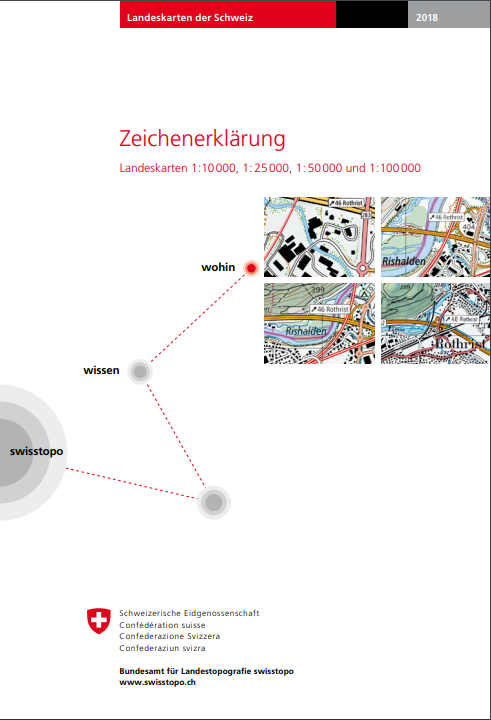 Landeskarten der Schweiz
2018
Zeichenerklärung
Landeskarten 1:10 000, 1: 25 000, 1: 50 000 und 1:100 000
46 Rothrist
46 Rothrist
404
Rishalden
399
46 Rothrist
Rishalden
46 Rothrist
Rothrist
wohin
wissen
swisstopo
Schweizerische Eidgenossenschaft
Confédération suisse
Confederazione Svizzera
Confederaziun svizra
Bundesamt für Landestopografie swisstopo
www.swisstopo.ch